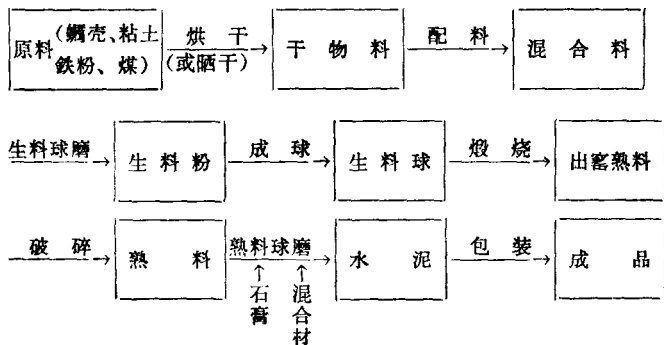 原料(蠣壳、粘土
鉄粉、煤)
烘干
(或晒干)
干物料
配料
混合料
生料球磨
生料粉
成球
生料球
煅烧
出窑熟料
破碎
熟料
熟料球磨
石膏
混合材
水泥
包装
成品